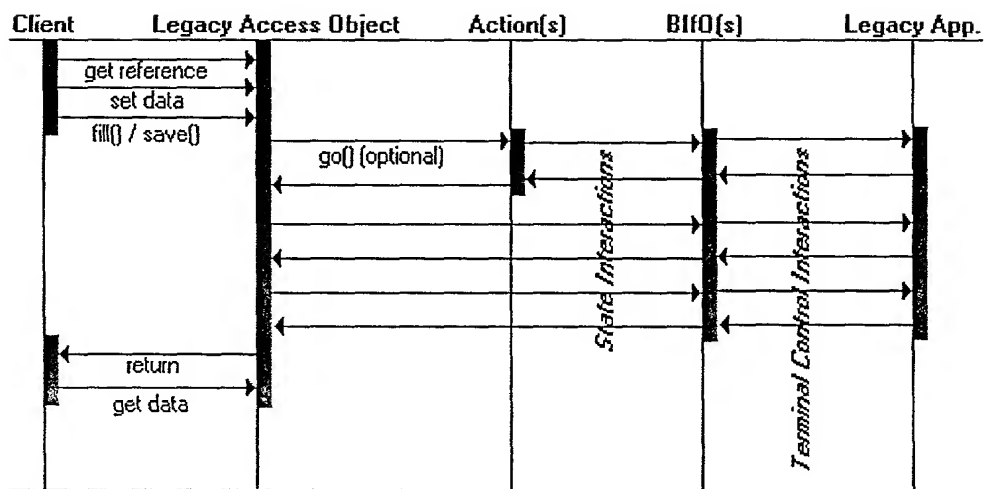 Client
Legacy Access Object
Action(s)
BIfO(s)
Legacy App.
get reference
set data
fill() / save()
go() (optional)
State Interactions
Terminal Control Interactions
return
get data